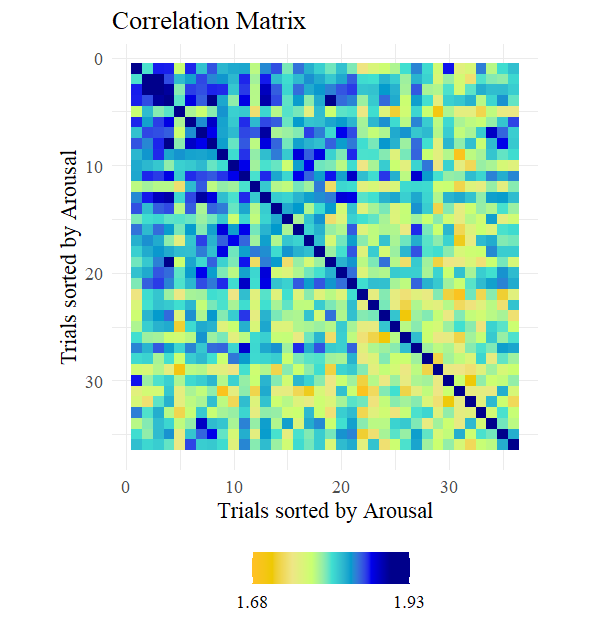 Correlation Matrix
0
10
20
30
Trials sorted by Arousal
0 10 20 30
Trials sorted by Arousal
1.68 1.93